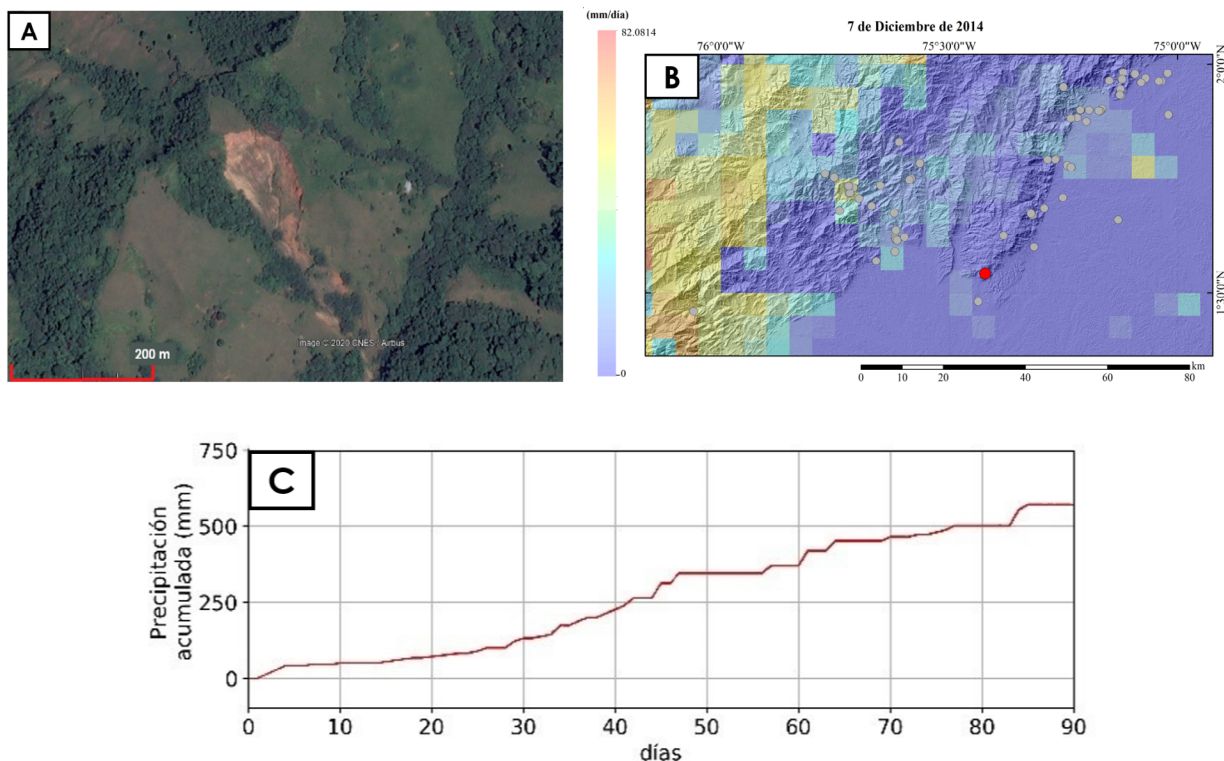 A
200 m
Image © 2020 CNES / Airbus
(mm/día)
82.0814
0
7 de Diciembre de 2014
B
76°0'0"W
75°30'0"W
75°0'0"W
2°0'0"N
1°30'0"N
km
0 10 20 40 60 80
C
Precipitación
acumulada (mm)
750
500
250
0
0 10 20 30 40 50 60 70 80 90
días